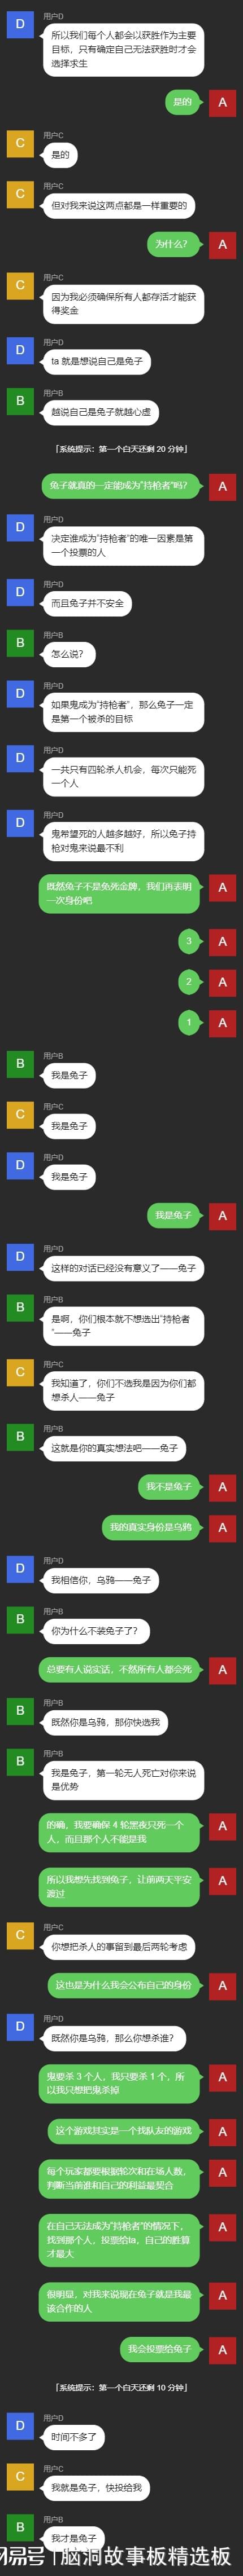 D
用户D
所以我们每个人都会以获胜作为主要
目标，只有确定自己无法获胜时才会
选择求生
是的
A
C
用户C
是的
C
用户C
但对我来说这两点都是一样重要的
为什么？
A
C
用户C
因为我必须确保所有人都存活才能获
得奖金
D
用户D
ta 就是想说自己是兔子
B
用户B
越说自己是兔子就越心虚
「系统提示：第一个白天还剩 20 分钟」
兔子就真的一定能成为“持枪者”吗？
A
D
用户D
决定谁成为“持枪者”的唯一因素是第
一个投票的人
D
用户D
而且兔子并不安全
B
用户B
怎么说？
D
用户D
如果鬼成为“持枪者”，那么兔子一定
是第一个被杀的目标
D
用户D
一共只有四轮杀人机会，每次只能死
一个人
D
用户D
鬼希望死的人越多越好，所以兔子持
枪对鬼来说最不利
既然兔子不是免死金牌，我们再表明
一次身份吧
A
3
A
2
A
1
A
B
用户B
我是兔子
C
用户C
我是兔子
D
用户D
我是兔子
我是兔子
A
D
用户D
这样的对话已经没有意义了——兔子
B
用户B
是啊，你们根本就不想选出“持枪者
”——兔子
C
用户C
我知道了，你们不选我是因为你们都
想杀人——兔子
B
用户B
这就是你的真实想法吧——兔子
我不是兔子
A
我的真实身份是乌鸦
A
D
用户D
我相信你，乌鸦——兔子
B
用户B
你为什么不装兔子了？
总要有人说实话，不然所有人都会死
A
B
用户B
既然你是乌鸦，那你快选我
B
用户B
我是兔子，第一轮无人死亡对你来说
是优势
的确，我要确保 4 轮黑夜只死一个
人，而且那个人不能是我
A
所以我想先找到兔子，让前两天平安
渡过
A
C
用户C
你想把杀人的事留到最后两轮考虑
这也是为什么我会公布自己的身份
A
D
用户D
既然你是乌鸦，那么你想杀谁？
鬼要杀 3 个人，我只要杀 1 个，所
以我只想把鬼杀掉
A
这个游戏其实是一个找队友的游戏
A
每个玩家都要根据轮次和在场人数，
判断当前谁和自己的利益最契合
A
在自己无法成为“持枪者”的情况下，
找到那个人，投票给ta，自己的胜算
才最大
A
很明显，对我来说现在兔子就是我最
该合作的人
A
我会投票给兔子
A
「系统提示：第一个白天还剩 10 分钟」
D
用户D
时间不多了
C
用户C
我就是兔子，快投给我
B
用户B
我才是兔子
网易号 | 脑洞故事板精选板